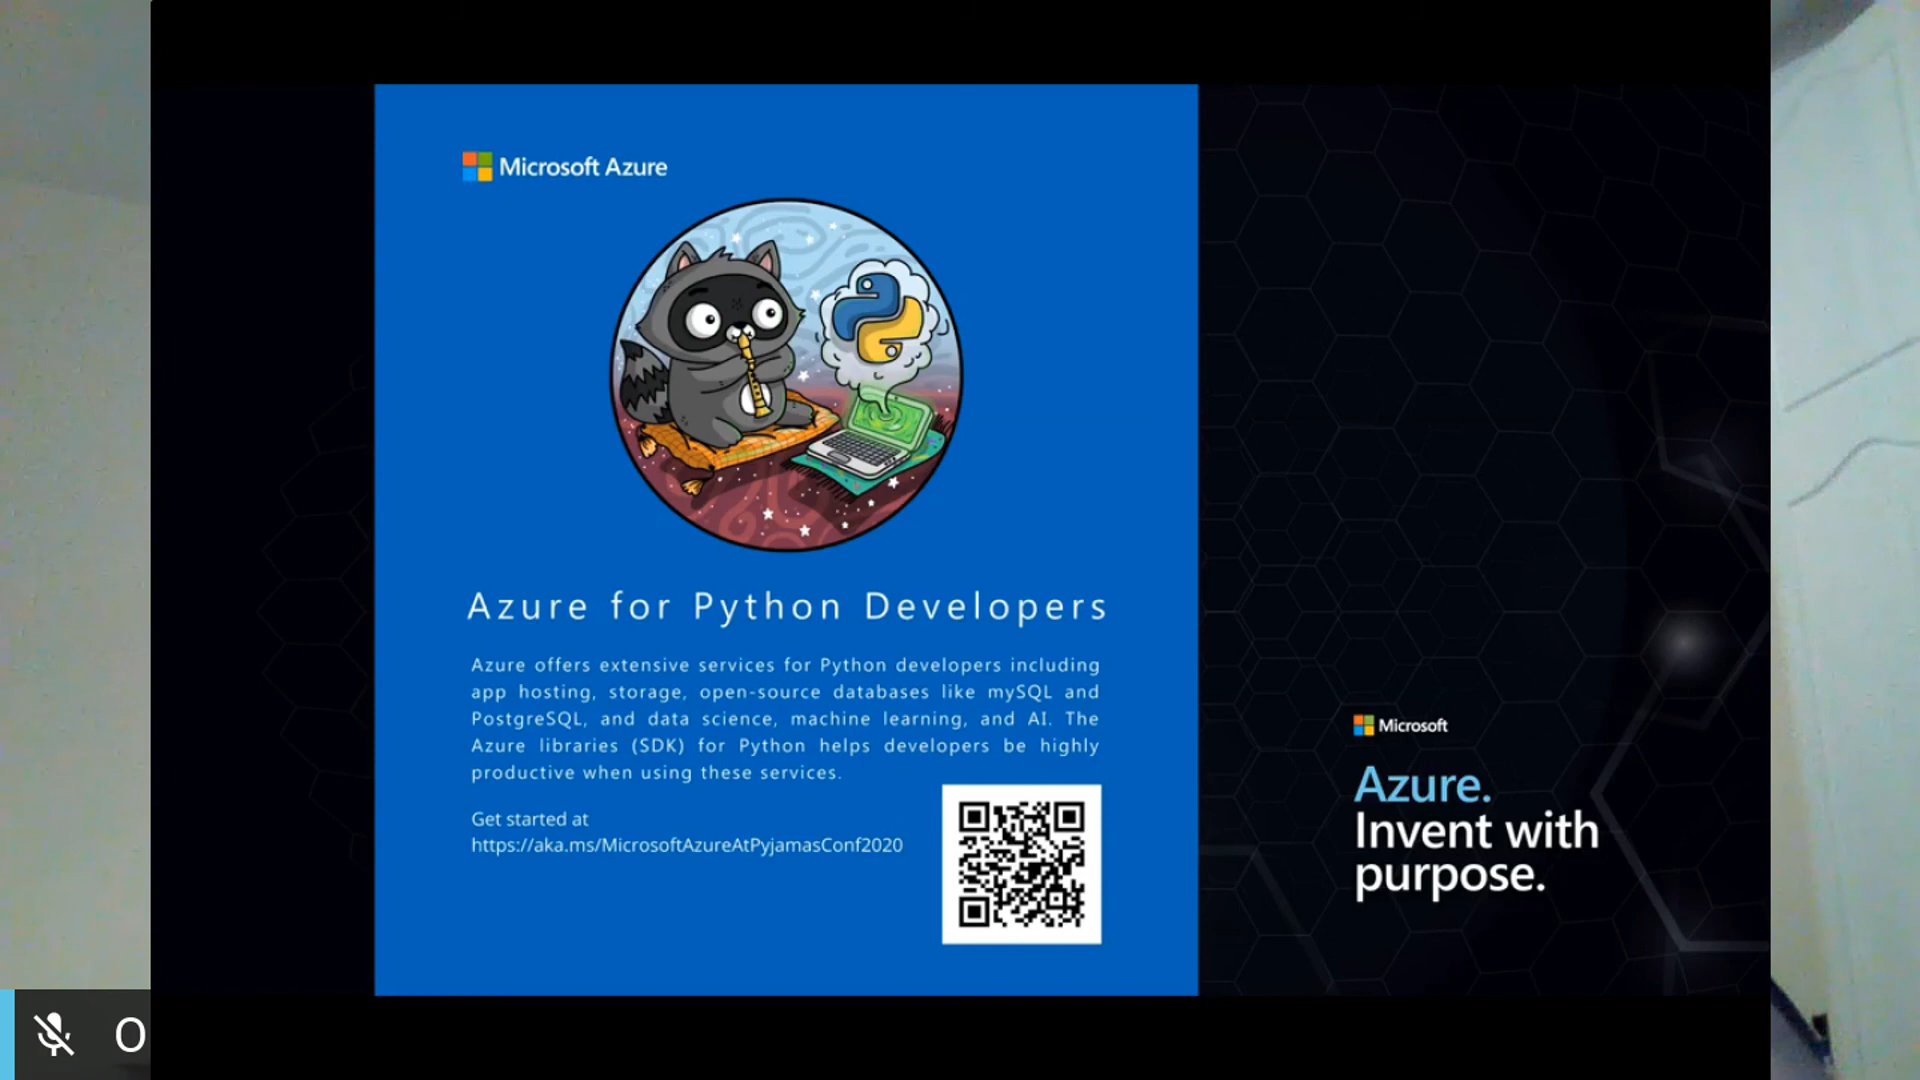 Microsoft Azure
Azure for Python Developers
Azure offers extensive services for Python developers including
app hosting, storage, open-source databases like mySQL and
PostgreSQL, and data science, machine learning, and AI. The
Azure libraries (SDK) for Python helps developers be highly
productive when using these services.
Get started at
https://aka.ms/MicrosoftAzureAtPyjamasConf2020
Microsoft
Azure.
Invent with
purpose.
O